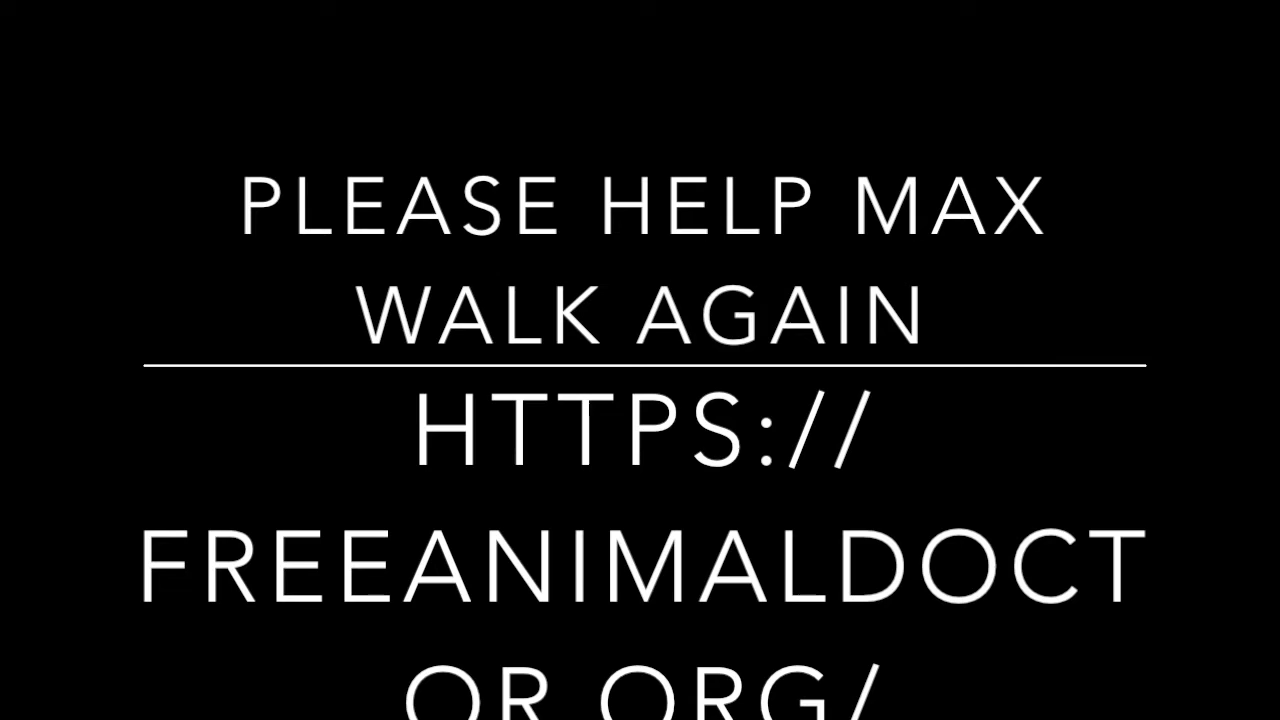 PLEASE HELP MAX
WALK AGAIN
HTTPS://
FREEANIMALDOCT
OR ORG/